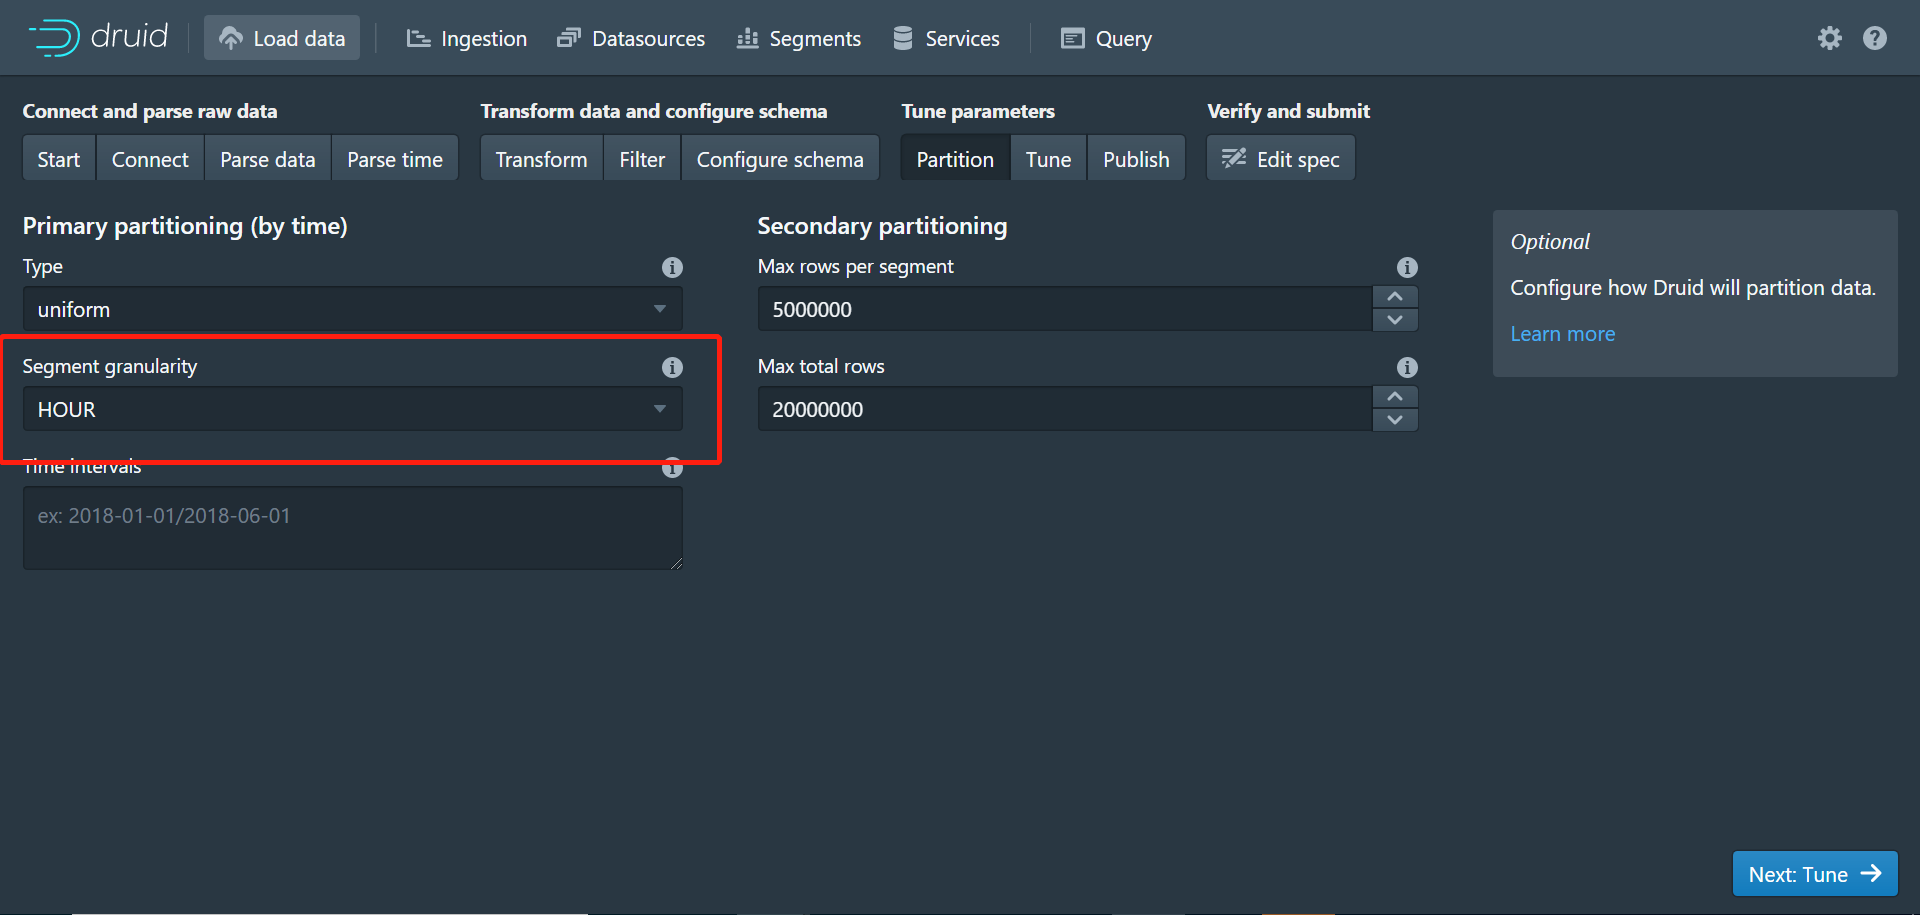 druid Load data Ingestion Datasources Segments Services Query
Connect and parse raw data Transform data and configure schema Tune parameters Verify and submit
Start Connect Parse data Parse time Transform Filter Configure schema Partition Tune Publish Edit spec
Primary partitioning (by time)
Type
uniform
Segment granularity
HOUR
Time intervals
ex: 2018-01-01/2018-06-01
Secondary partitioning
Max rows per segment
5000000
Max total rows
20000000
Optional
Configure how Druid will partition data.
Learn more
Next: Tune